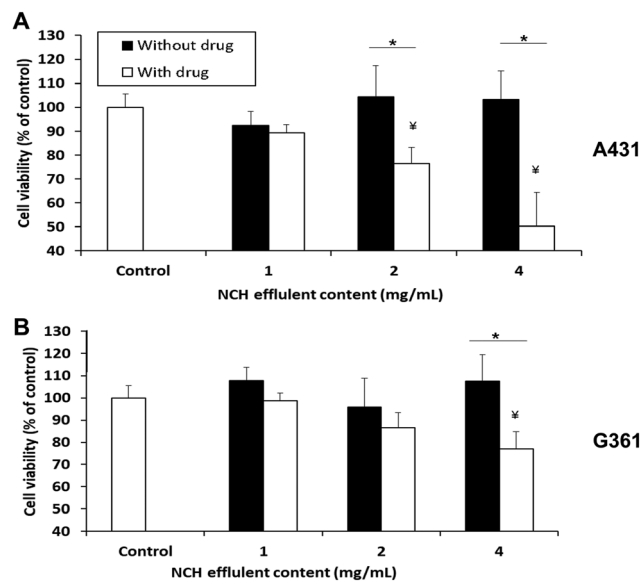 A
Without drug
With drug
Cell viability (% of control)
130
120
110
100
90
80
70
60
50
40
*
*
¥
¥
A431
Control
1
2
4
NCH efflulent content (mg/mL)
B
Cell viability (% of control)
130
120
110
100
90
80
70
60
50
40
*
¥
G361
Control
1
2
4
NCH efflulent content (mg/mL)